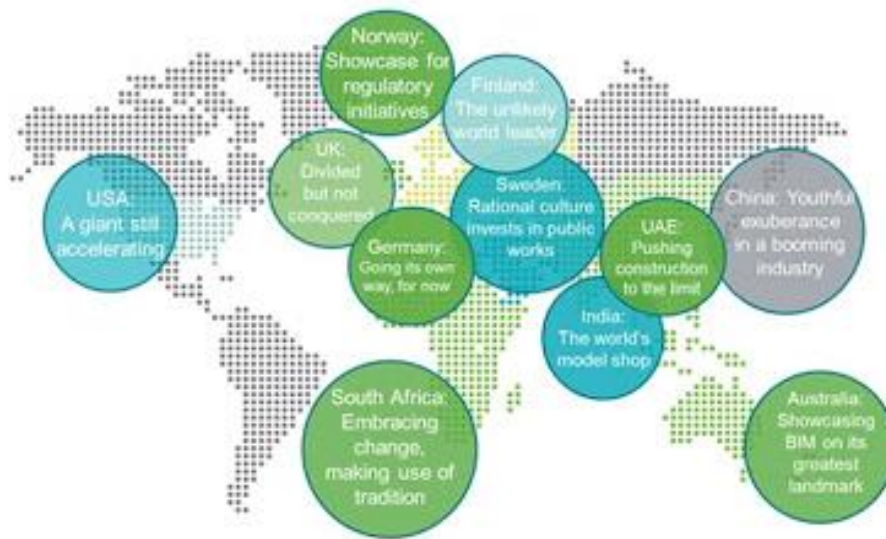 Norway:
Showcase for
regulatory
initiatives
Finland:
The unlikely
world leader
UK:
Divided
but not
conquered
USA:
A giant still
accelerating
Sweden:
Rational culture
invests in public
works
China: Youthful
exuberance
in a booming
industry
UAE:
Pushing
construction
to the limit
Germany:
Going its own
way, for now
India:
The world's
model shop
South Africa:
Embracing
change,
making use of
tradition
Australia:
Showcasing
BIM on its
greatest
landmark